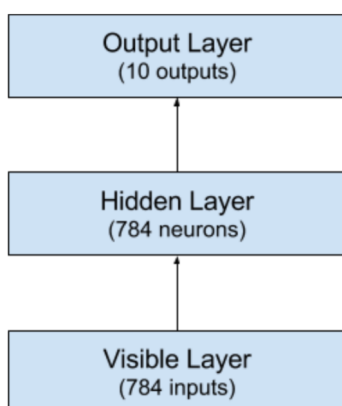 Output Layer
(10 outputs)
Hidden Layer
(784 neurons)
Visible Layer
(784 inputs)